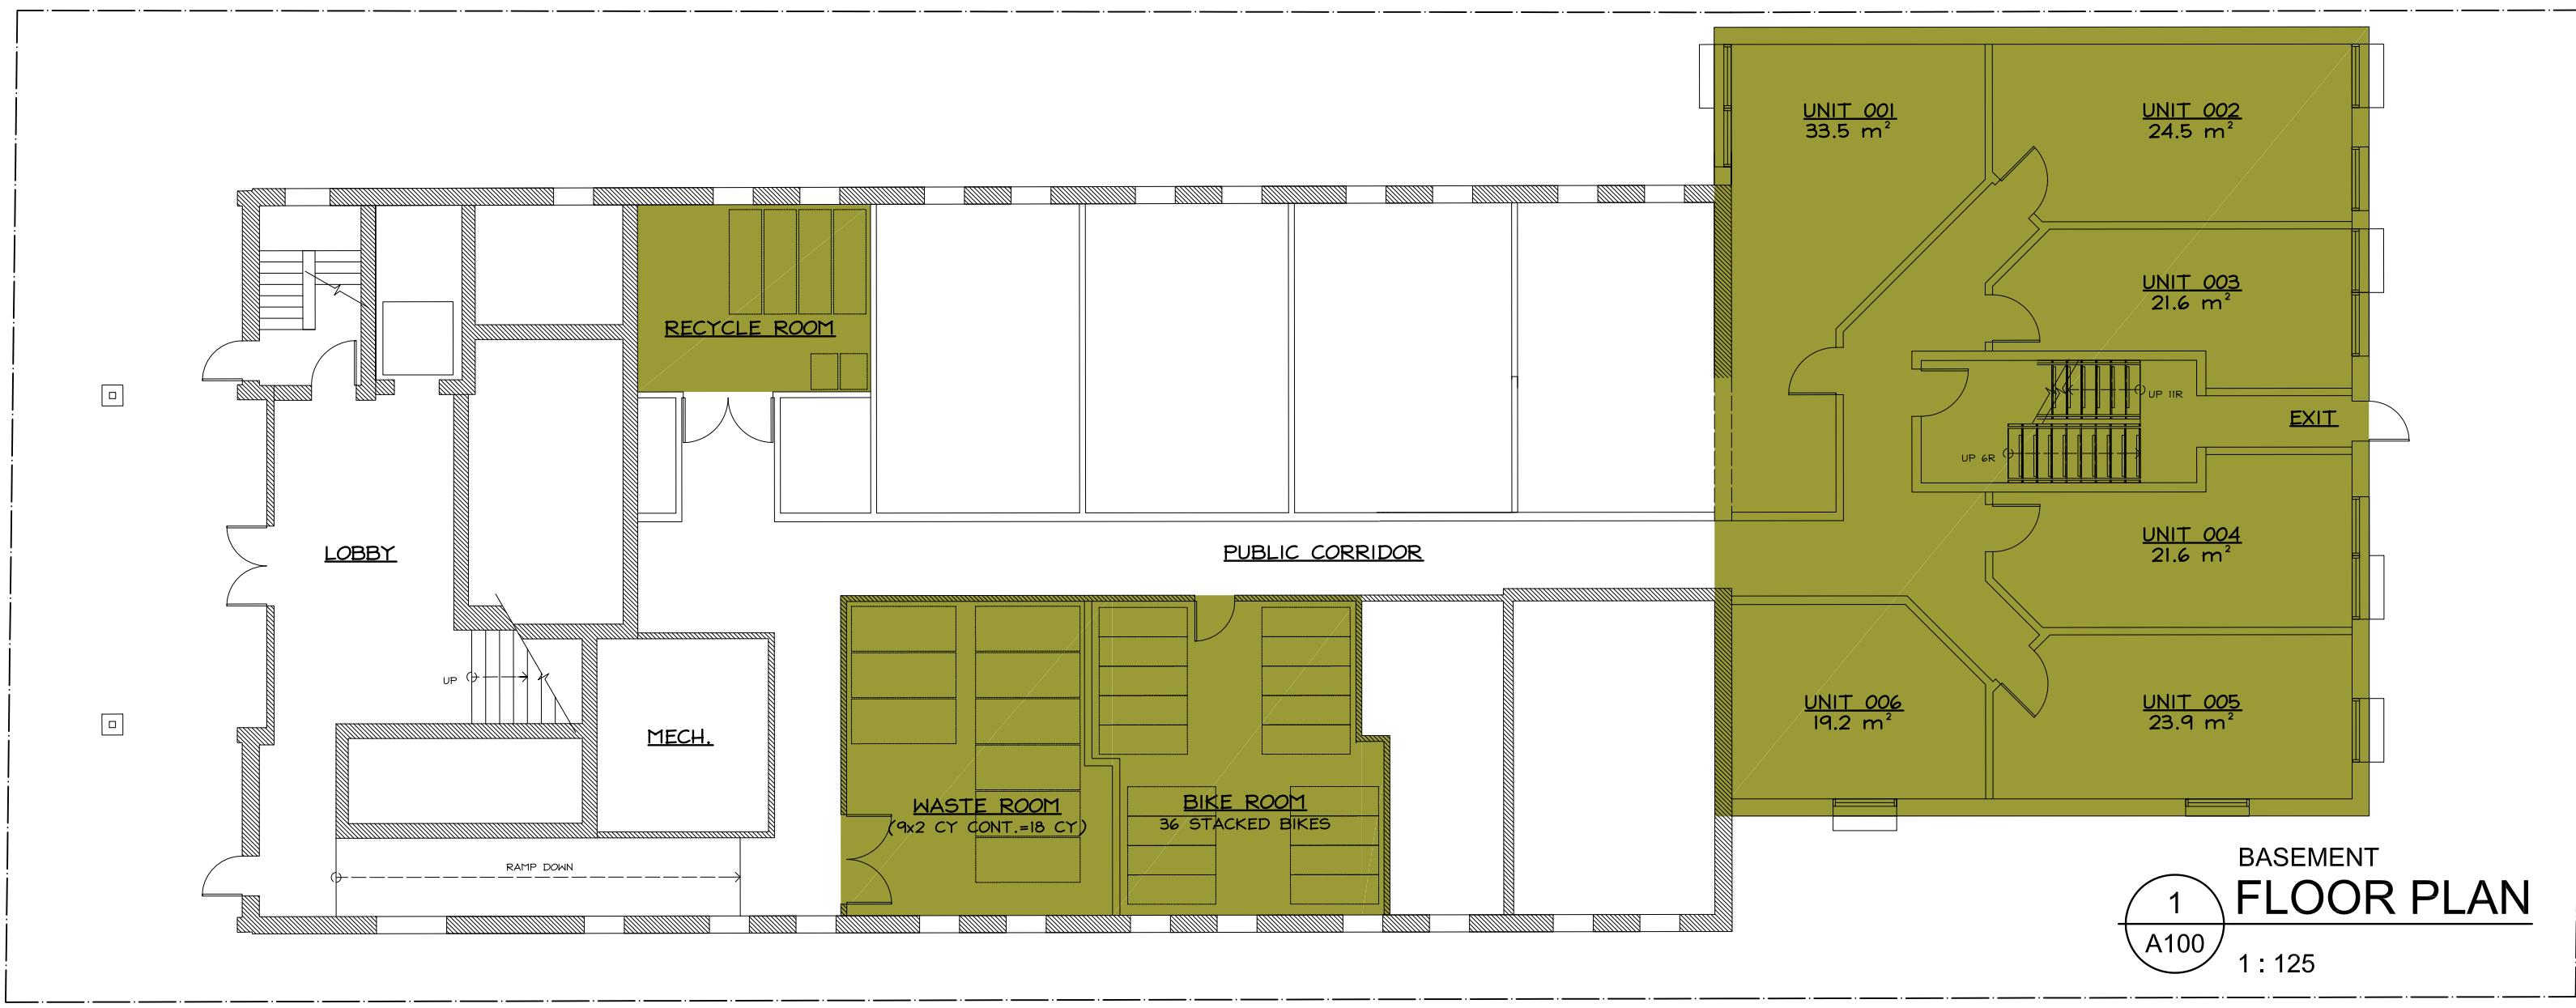 UNIT 001
33.5 m²
UNIT 002
24.5 m²
UNIT 003
21.6 m²
RECYCLE ROOM
UP 11R
EXIT
UP 6R
LOBBY
PUBLIC CORRIDOR
UNIT 004
21.6 m²
UP
MECH.
UNIT 006
19.2 m²
UNIT 005
23.9 m²
WASTE ROOM
(9x2 CY CONT.=18 CY)
BIKE ROOM
36 STACKED BIKES
RAMP DOWN
BASEMENT
1
FLOOR PLAN
A100
1 : 125